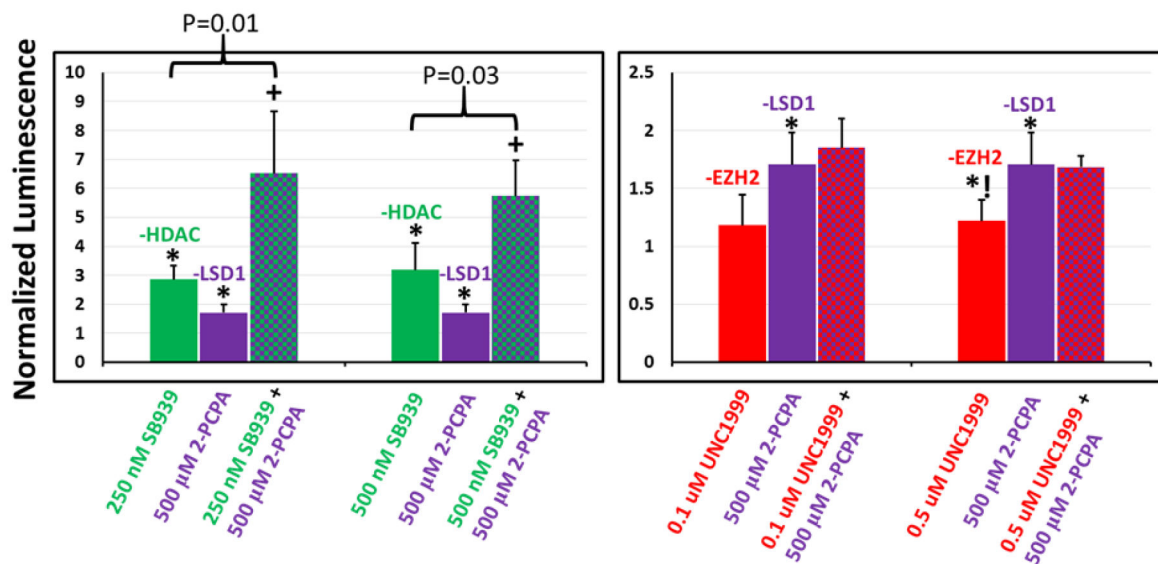 Normalized Luminescence
P=0.01
P=0.03
10
9
8
7
6
5
4
3
2
1
0
-HDAC
*
-LSD1
*
+
-HDAC
*
-LSD1
*
+
250 nM SB939
500 µM 2-PCPA
250 nM SB939 +
500 µM 2-PCPA
500 nM SB939
500 µM 2-PCPA
500 nM SB939 +
500 µM 2-PCPA
2.5
2
1.5
1
0.5
0
-EZH2
-LSD1
*
-EZH2
*!
-LSD1
*
0.1 uM UNC1999
500 µM 2-PCPA
0.1 uM UNC1999 +
500 µM 2-PCPA
0.5 uM UNC1999
500 µM 2-PCPA
0.5 uM UNC1999 +
500 µM 2-PCPA